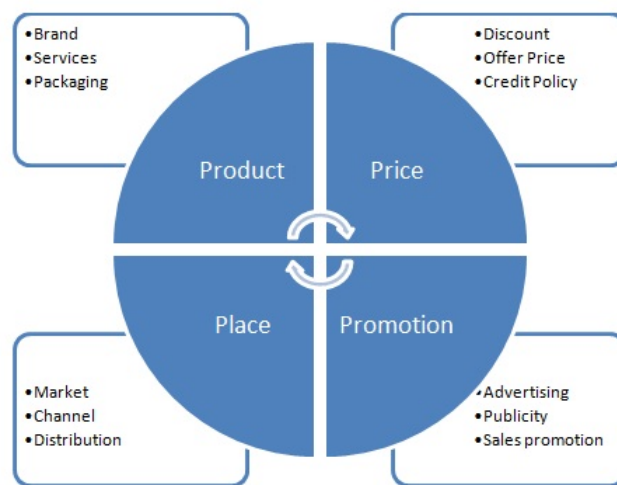 •Brand
•Services
•Packaging
•Discount
•Offer Price
•Credit Policy
Product
Price
Place
Promotion
•Market
•Channel
•Distribution
•Advertising
•Publicity
•Sales promotion